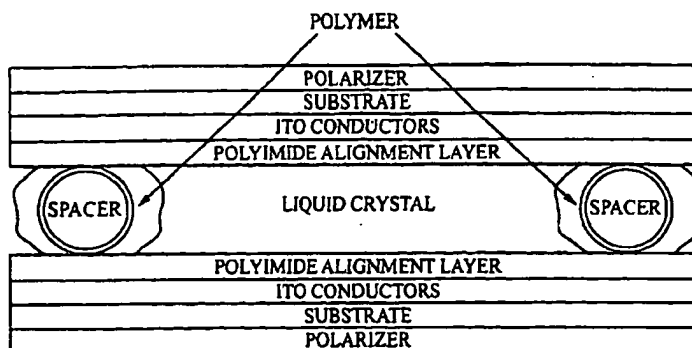 POLYMER
POLARIZER
SUBSTRATE
ITO CONDUCTORS
POLYIMIDE ALIGNMENT LAYER
SPACER LIQUID CRYSTAL SPACER
POLYIMIDE ALIGNMENT LAYER
ITO CONDUCTORS
SUBSTRATE
POLARIZER